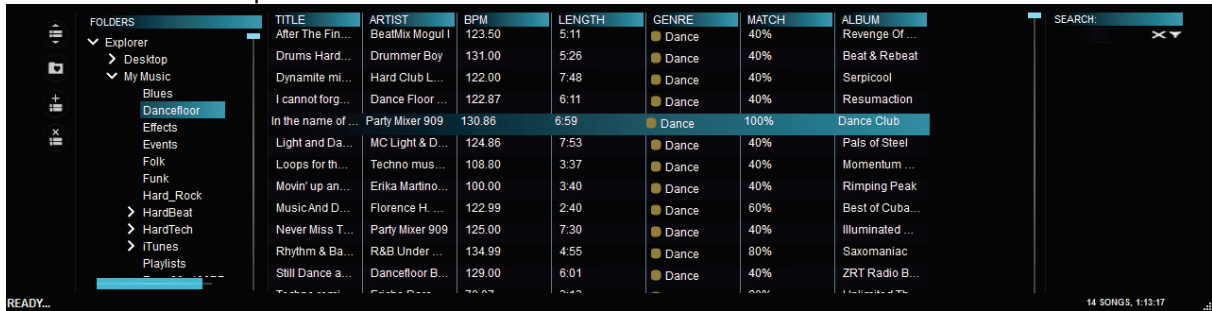 FOLDERS
Explorer
Desktop
My Music
Blues
Dancefloor
Effects
Events
Folk
Funk
Hard_Rock
HardBeat
HardTech
iTunes
Playlists
TITLE ARTIST BPM LENGTH GENRE MATCH ALBUM
After The Fin... BeatMix Mogul I 123.50 5:11 Dance 40% Revenge Of ...
Drums Hard... Drummer Boy 131.00 5:26 Dance 40% Beat & Rebeat
Dynamite mi... Hard Club L... 122.00 7:48 Dance 40% Serpicool
I cannot forg... Dance Floor ... 122.87 6:11 Dance 40% Resumaction
In the name of ... Party Mixer 909 130.86 6:59 Dance 100% Dance Club
Light and Da... MC Light & D... 124.86 7:53 Dance 40% Pals of Steel
Loops for th... Techno mus... 108.80 3:37 Dance 40% Momentum ...
Movin' up an... Erika Martino... 100.00 3:40 Dance 40% Rimping Peak
Music And D... Florence H. ... 122.99 2:40 Dance 60% Best of Cuba...
Never Miss T... Party Mixer 909 125.00 7:30 Dance 40% Illuminated ...
Rhythm & Ba... R&B Under ... 134.99 4:55 Dance 80% Saxomaniac
Still Dance a... Dancefloor B... 129.00 6:01 Dance 40% ZRT Radio B...
SEARCH:
READY...
14 SONGS, 1:13:17